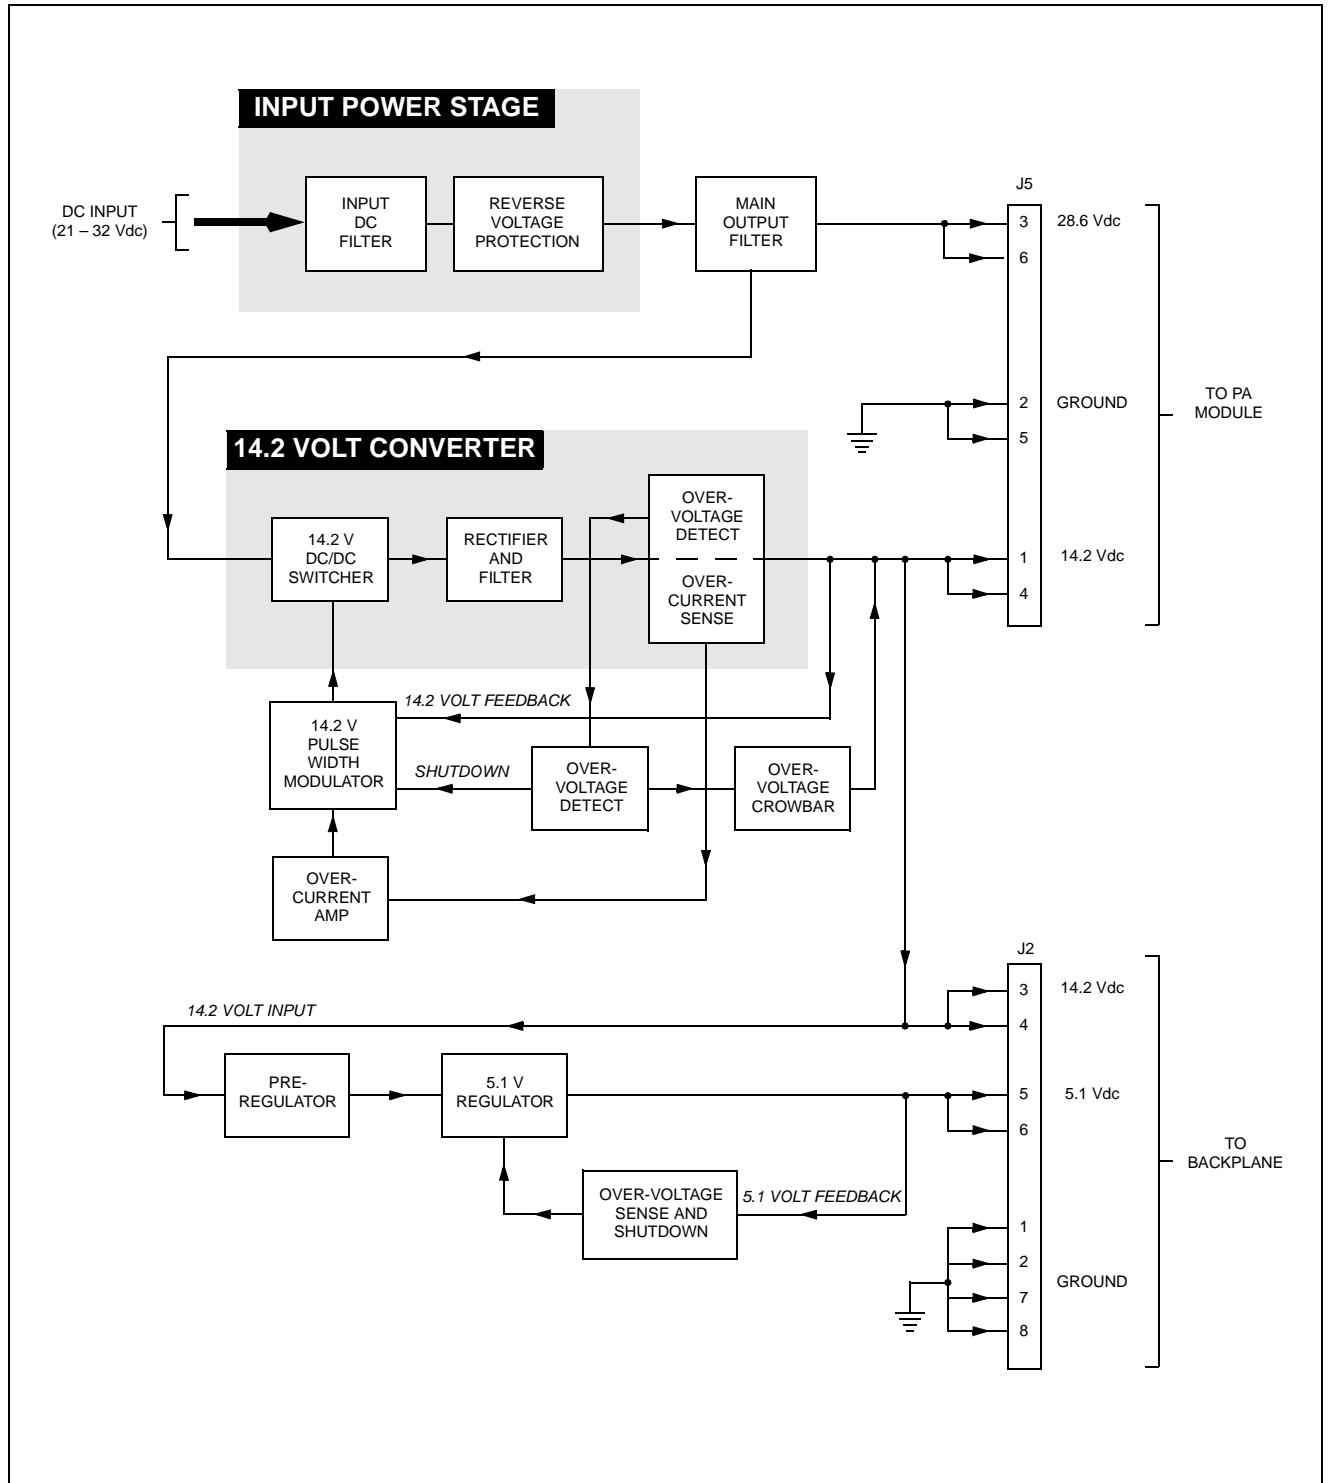 INPUT POWER STAGE
DC INPUT
(21 – 32 Vdc)
INPUT
DC
FILTER
REVERSE
VOLTAGE
PROTECTION
MAIN
OUTPUT
FILTER
J5
3
28.6 Vdc
6
2
GROUND
5
1
14.2 Vdc
4
TO PA
MODULE
14.2 VOLT CONVERTER
14.2 V
DC/DC
SWITCHER
RECTIFIER
AND
FILTER
OVER-
VOLTAGE
DETECT
OVER-
CURRENT
SENSE
14.2 VOLT FEEDBACK
14.2 V
PULSE
WIDTH
MODULATOR
SHUTDOWN
OVER-
VOLTAGE
DETECT
OVER-
VOLTAGE
CROWBAR
OVER-
CURRENT
AMP
J2
3
14.2 Vdc
4
5
5.1 Vdc
6
1
2
GROUND
7
8
TO
BACKPLANE
14.2 VOLT INPUT
PRE-
REGULATOR
5.1 V
REGULATOR
OVER-VOLTAGE
SENSE AND
SHUTDOWN
5.1 VOLT FEEDBACK